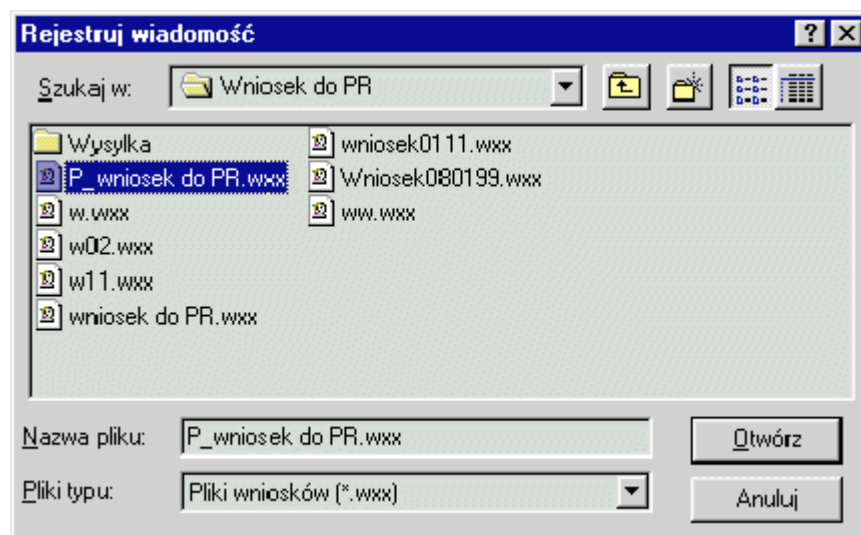 Rejestruj wiadomość
Szukaj w: Wniosek do PR
Wysylka
P_wniosek do PR.wxx
w.wxx
w02.wxx
w11.wxx
wniosek do PR.wxx
wniosek0111.wxx
Wniosek080199.wxx
ww.wxx
Nazwa pliku: P_wniosek do PR.wxx Otwórz
Pliki typu: Pliki wniosków (*.wxx) Anuluj